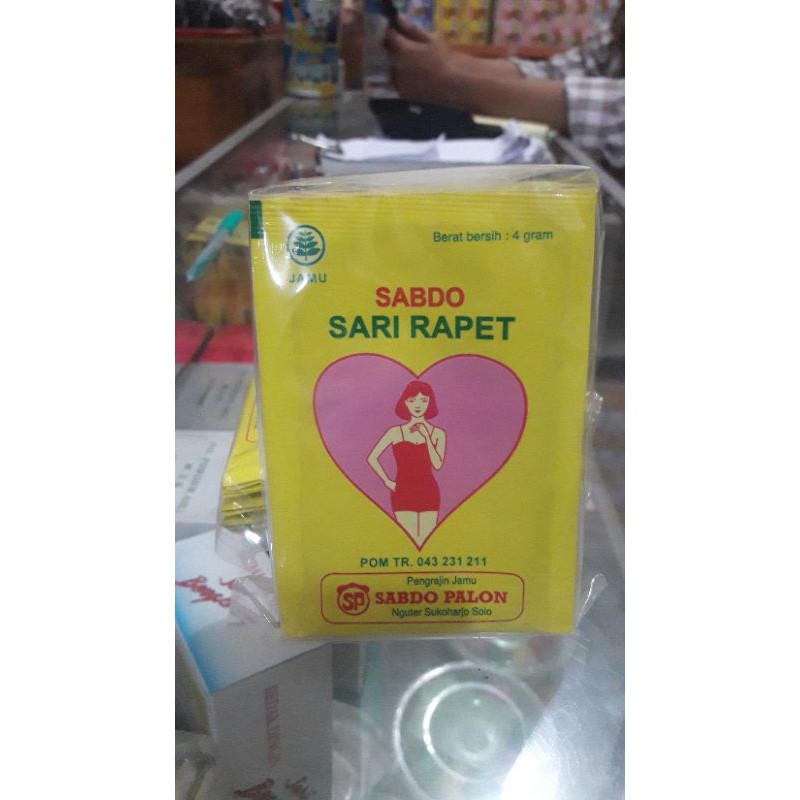 Berat bersih : 4 gram
JAMU
SABDO
SARI RAPET
POM TR. 043 231 211
Pengrajin Jamu
SP SABDO PALON
Nguter Sukoharjo Solo